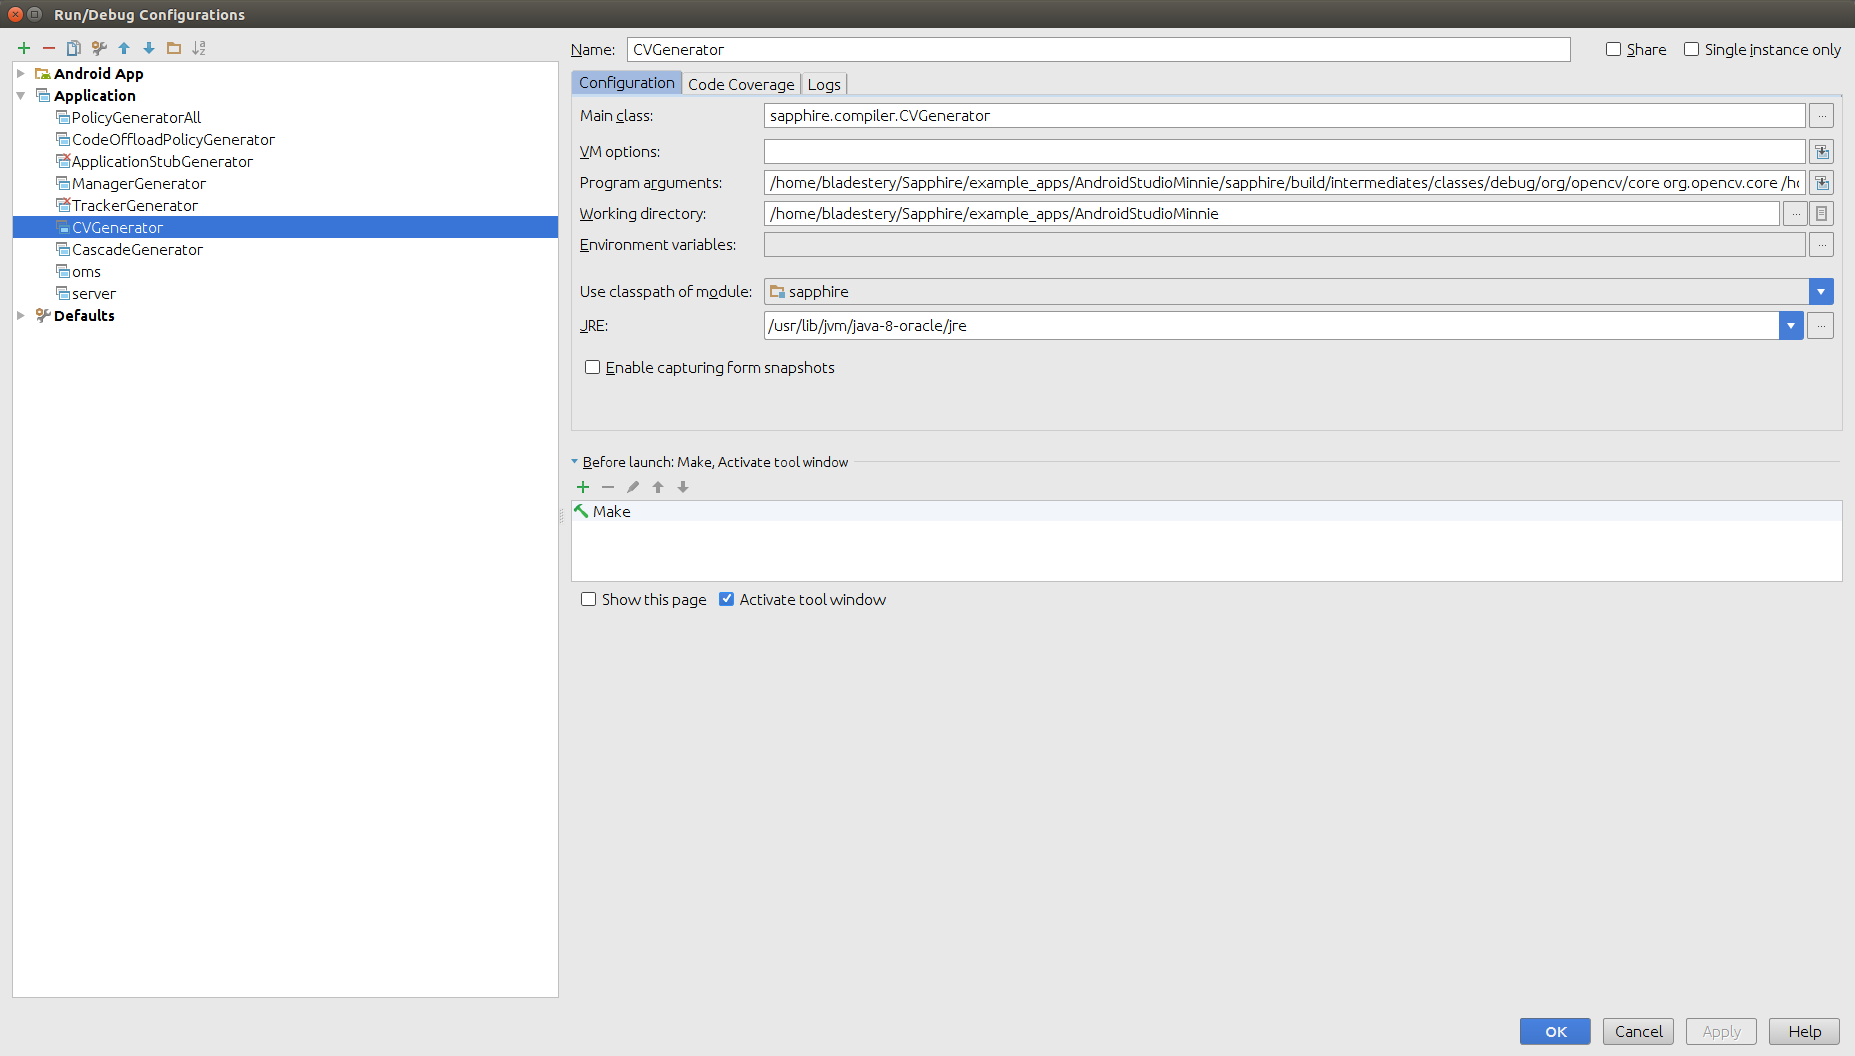 Run/Debug Configurations
Android App
Application
PolicyGeneratorAll
CodeOffloadPolicyGenerator
ApplicationStubGenerator
ManagerGenerator
TrackerGenerator
CVGenerator
CascadeGenerator
oms
server
Defaults
Name: CVGenerator Share Single instance only
Configuration Code Coverage Logs
Main class: sapphire.compiler.CVGenerator ...
VM options:
Program arguments: /home/bladestery/Sapphire/example_apps/AndroidStudioMinnie/sapphire/build/intermediates/classes/debug/org/opencv/core org.opencv.core /ho
Working directory: /home/bladestery/Sapphire/example_apps/AndroidStudioMinnie ...
Environment variables: ...
Use classpath of module: sapphire
JRE: /usr/lib/jvm/java-8-oracle/jre ...
Enable capturing form snapshots
Before launch: Make, Activate tool window
Make
Show this page Activate tool window
OK Cancel Apply Help